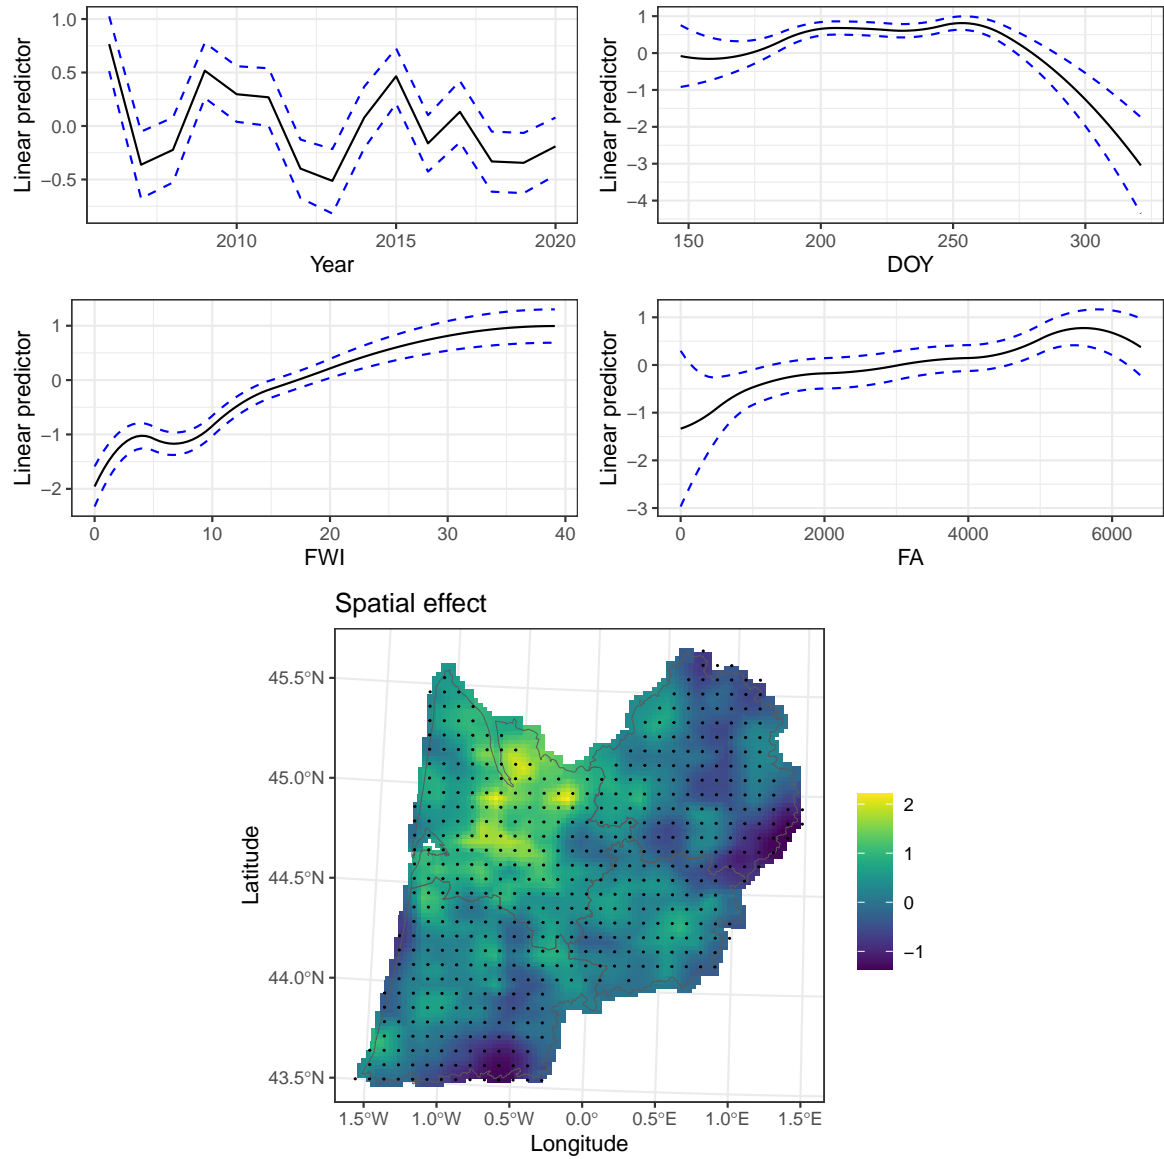 Linear predictor
1.0
0.5
0.0
−0.5
2010
2015
2020
Year
Linear predictor
1
0
−1
−2
−3
−4
150
200
250
300
DOY
Linear predictor
1
0
−1
−2
0
10
20
30
40
FWI
Linear predictor
1
0
−1
−2
−3
0
2000
4000
6000
FA
Spatial effect
Latitude
45.5°N
45.0°N
44.5°N
44.0°N
43.5°N
1.5°W
1.0°W
0.5°W
0.0°
0.5°E
1.0°E
1.5°E
Longitude
2
1
0
−1